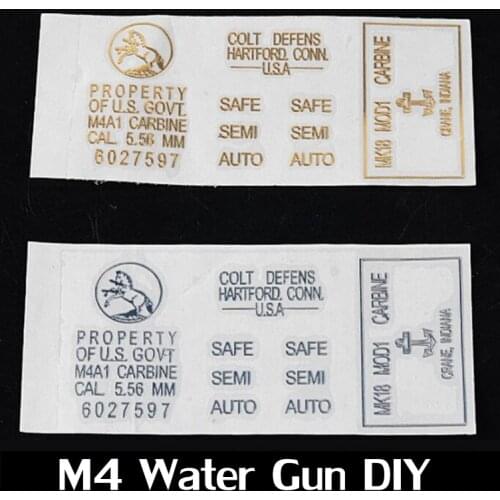 COLT DEFENS
HARTFORD. CONN.
U.S.A
PROPERTY
OF U.S. GOVT.
M4A1 CARBINE
CAL. 5.56 MM
6027597
SAFE SAFE
SEMI SEMI
AUTO AUTO
MK18 MOD1 CARBINE
CRANE, INDIANA
COLT DEFENS
HARTFORD. CONN.
U.S.A
PROPERTY
OF U.S. GOVT
M4A1 CARBINE
CAL. 5.56 MM
6027597
SAFE SAFE
SEMI SEMI
AUTO AUTO
MK18 MOD1 CARBINE
CRANE, INDIANA
M4 Water Gun DIY